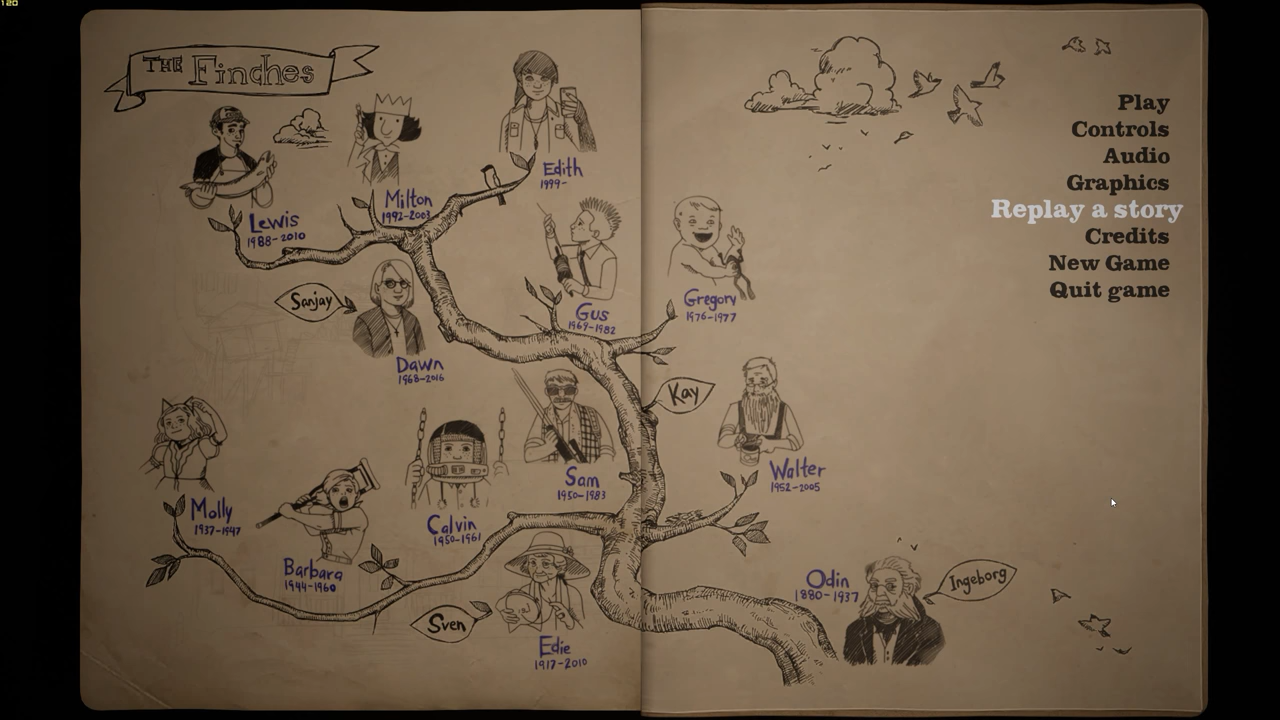 120
THE Finches
Edith
1999-
Milton
1992-2003
Lewis
1988-2010
Sanjay
Dawn
1968-2016
Gus
1969-1982
Gregory
1976-1977
Kay
Sam
1950-1983
Walter
1952-2005
Molly
1937-1947
Barbara
1944-1960
Calvin
1950-1961
Sven
Edie
1917-2010
Odin
1880-1937
Ingeborg
Play
Controls
Audio
Graphics
Replay a story
Credits
New Game
Quit game